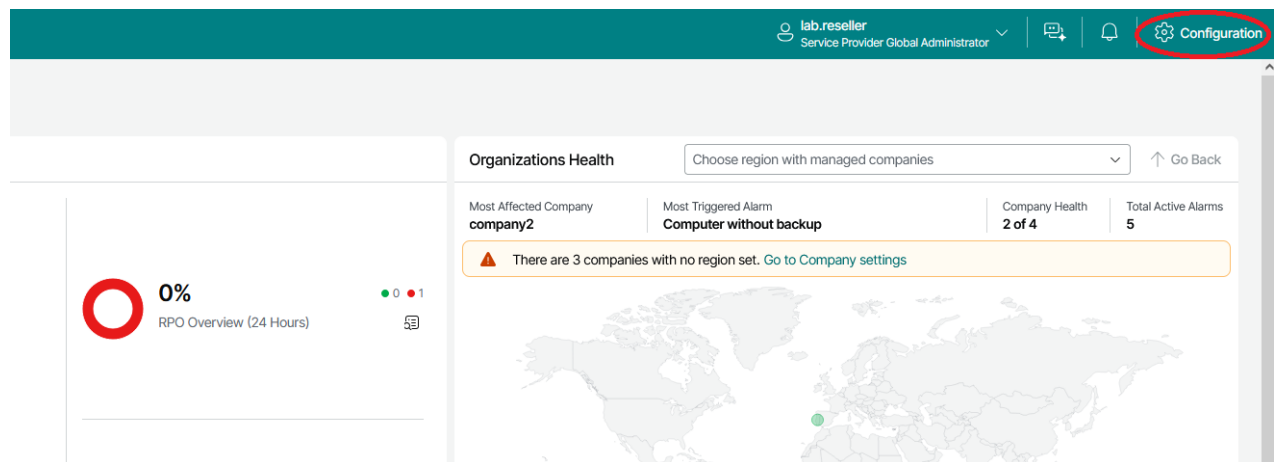 lab.reseller
Service Provider Global Administrator
Configuration
Organizations Health
Choose region with managed companies
Go Back
Most Affected Company
company2
Most Triggered Alarm
Computer without backup
Company Health
2 of 4
Total Active Alarms
5
There are 3 companies with no region set. Go to Company settings
0%
0 1
RPO Overview (24 Hours)